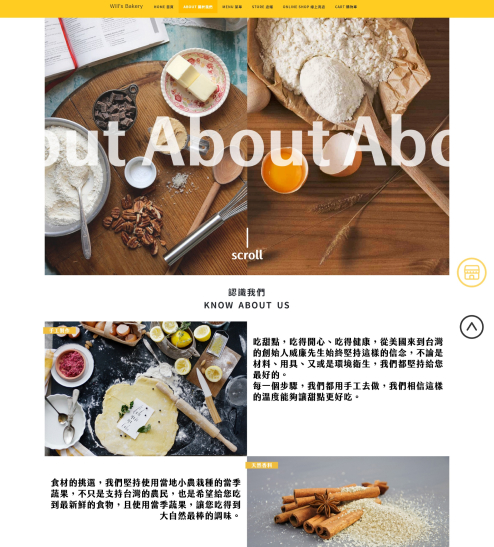 Will's Bakery
HOME 首頁
ABOUT 關於我們
MENU 菜單
STORE 店舖
ONLINE SHOP 線上商店
CART 購物車
out About Abo
scroll
認識我們
KNOW ABOUT US
手工製作
吃甜點，吃得開心、吃得健康，從美國來到台灣
的創始人威廉先生始終堅持這樣的信念，不論是
材料、用具、又或是環境衛生，我們都堅持給您
最好的。
每一個步驟，我們都用手工去做，我們相信這樣
的溫度能夠讓甜點更好吃。
天然食材
食材的挑選，我們堅持使用當地小農栽種的當季
蔬果，不只是支持台灣的農民，也是希望給您吃
到最新鮮的食物，且使用當季蔬果，讓您吃得到
大自然最棒的調味。